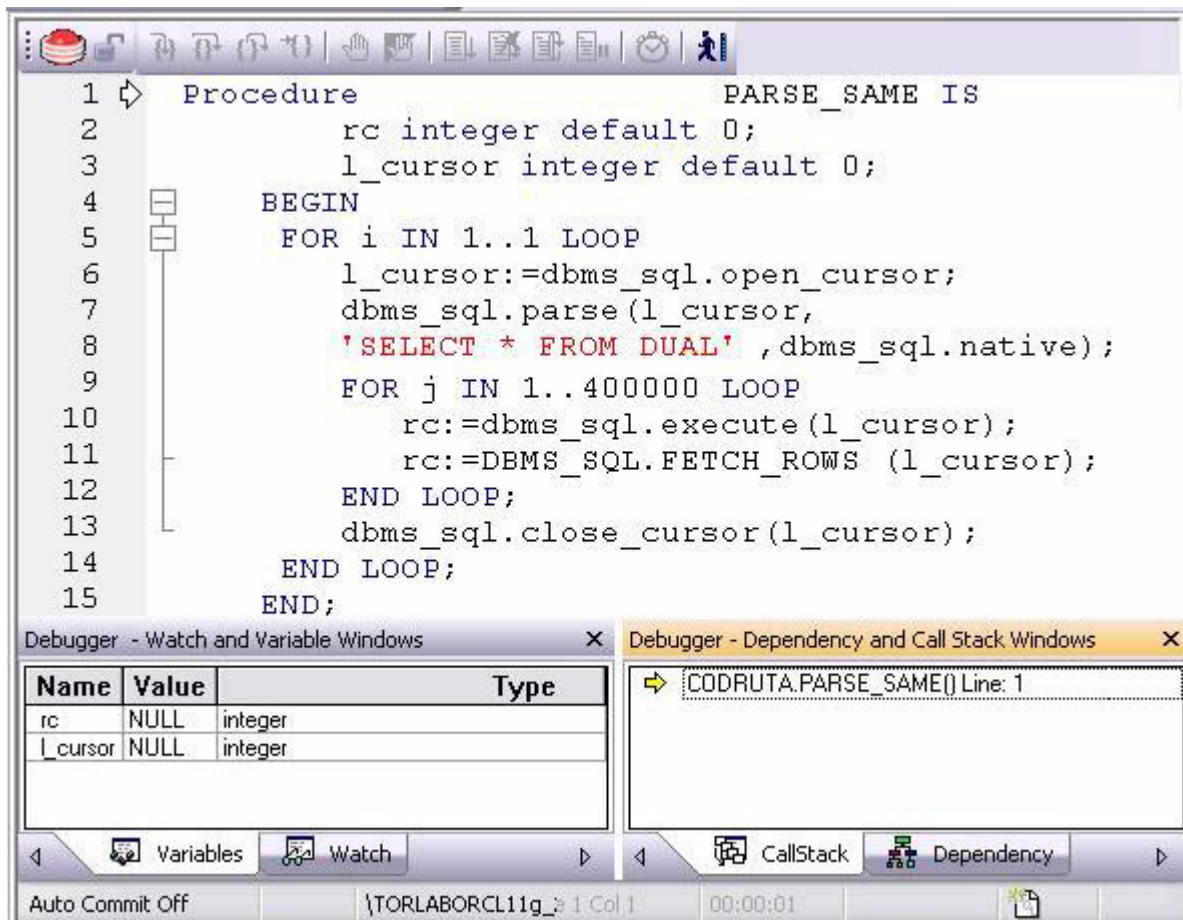 1 Procedure PARSE_SAME IS
2 rc integer default 0;
3 l_cursor integer default 0;
4 BEGIN
5 FOR i IN 1..1 LOOP
6 l_cursor:=dbms_sql.open_cursor;
7 dbms_sql.parse(l_cursor,
8 'SELECT * FROM DUAL' ,dbms_sql.native);
9 FOR j IN 1..400000 LOOP
10 rc:=dbms_sql.execute(l_cursor);
11 rc:=DBMS_SQL.FETCH_ROWS (l_cursor);
12 END LOOP;
13 dbms_sql.close_cursor(l_cursor);
14 END LOOP;
15 END;
Debugger - Watch and Variable Windows
Name Value Type
rc NULL integer
l_cursor NULL integer
Variables Watch
Debugger - Dependency and Call Stack Windows
CODRUTA.PARSE_SAME() Line: 1
CallStack Dependency
Auto Commit Off \TORLABORCL11g_ 1 Col 1 00:00:01